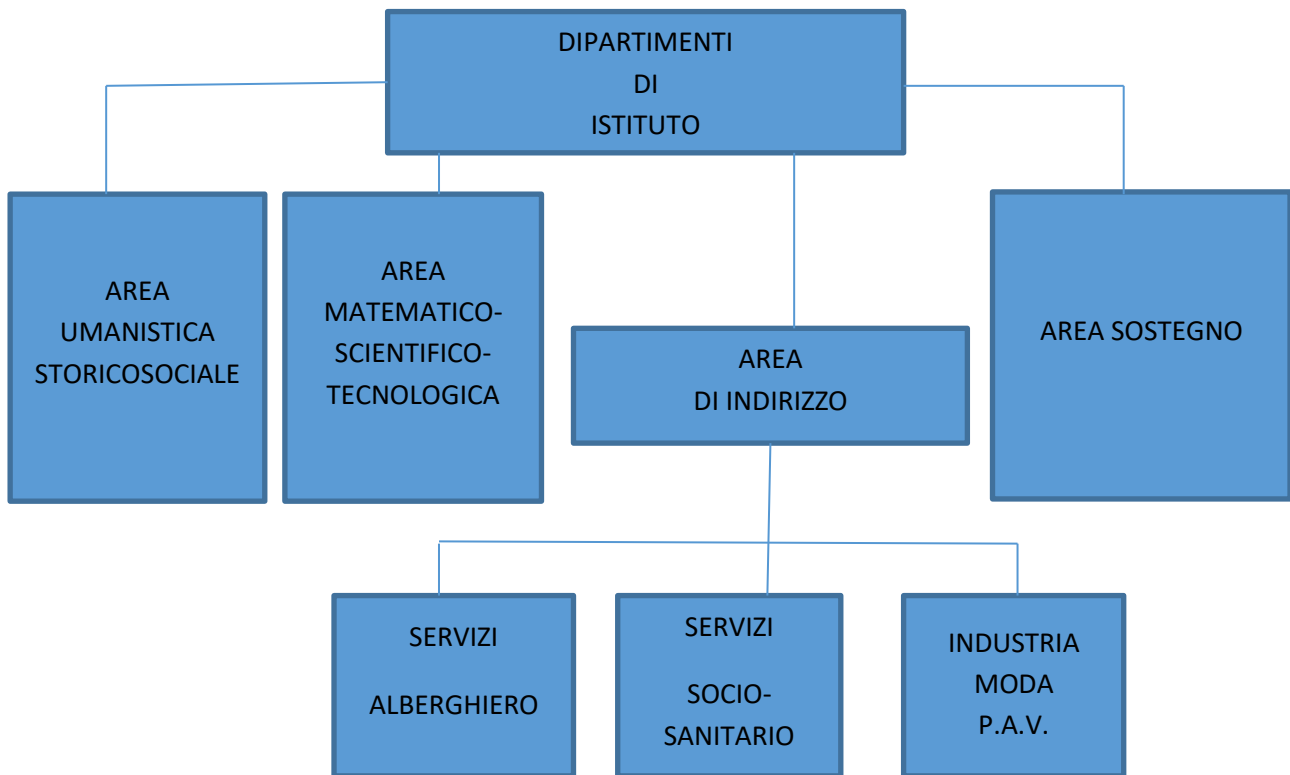 DIPARTIMENTI
DI
ISTITUTO
AREA
UMANISTICA
STORICOSOCIALE
AREA
MATEMATICO-
SCIENTIFICO-
TECNOLOGICA
AREA
DI INDIRIZZO
AREA SOSTEGNO
SERVIZI
ALBERGHIERO
SERVIZI
SOCIO-
SANITARIO
INDUSTRIA
MODA
P.A.V.